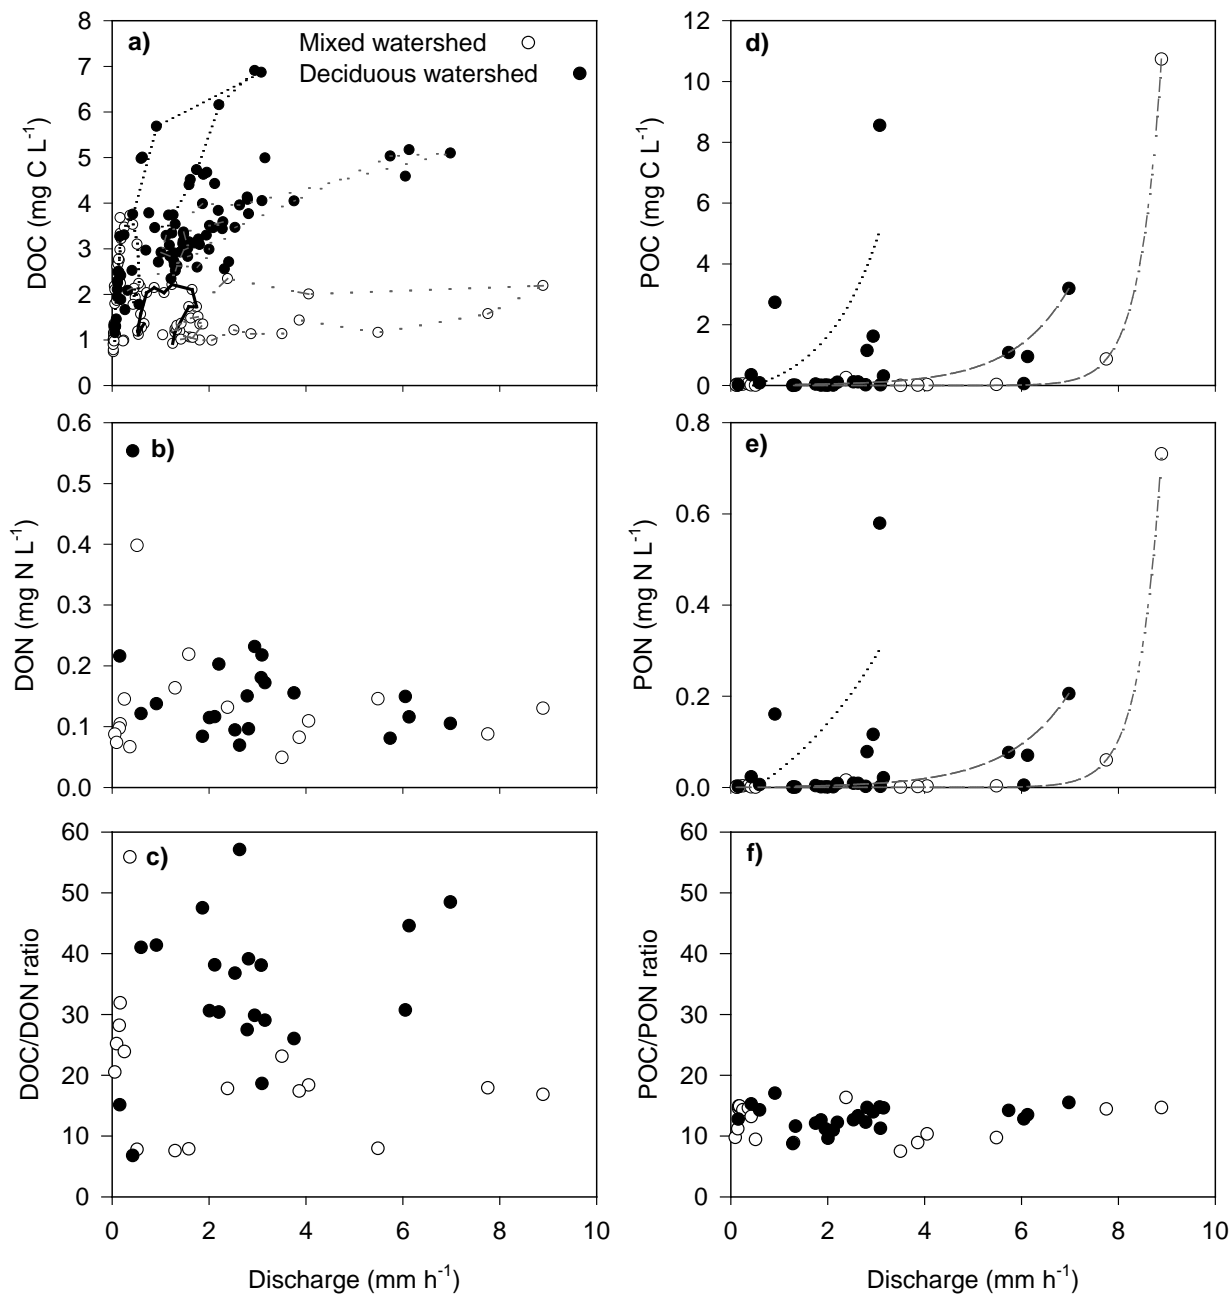 a)
Mixed watershed
Deciduous watershed
DOC (mg C L-1)
8
7
6
5
4
3
2
1
0
d)
POC (mg C L-1)
12
10
8
6
4
2
0
b)
DON (mg N L-1)
0.6
0.5
0.4
0.3
0.2
0.1
0.0
e)
PON (mg N L-1)
0.8
0.6
0.4
0.2
0.0
c)
DOC/DON ratio
60
50
40
30
20
10
0
0 2 4 6 8 10
Discharge (mm h-1)
f)
POC/PON ratio
60
50
40
30
20
10
0
0 2 4 6 8 10
Discharge (mm h-1)